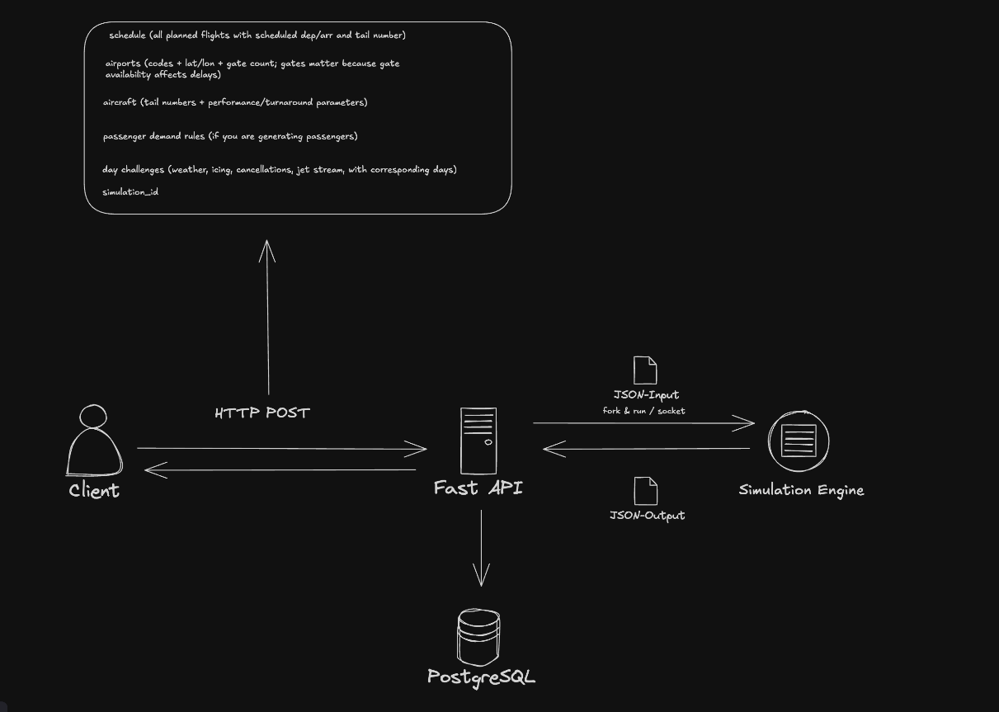 schedule (all planned flights with scheduled dep/arr and tail number)
airports (codes + lat/lon + gate count; gates matter because gate
availability affects delays)
aircraft (tail numbers + performance/turnaround parameters)
passenger demand rules (if you are generating passengers)
day challenges (weather, icing, cancellations, jet stream, with corresponding days)
simulation_id
HTTP POST
JSON-Input
fork & run / socket
Client
Fast API
Simulation Engine
JSON-Output
PostgreSQL